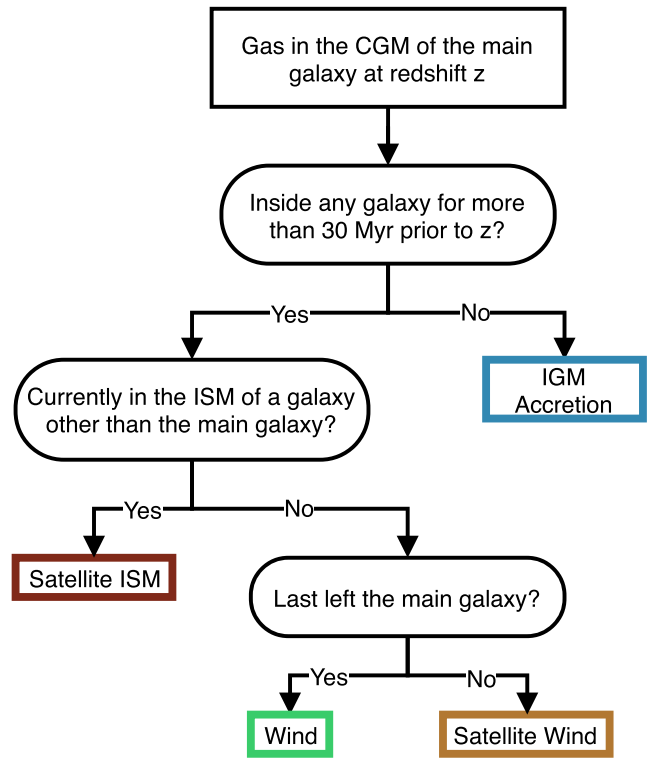 Gas in the CGM of the main
galaxy at redshift z
Inside any galaxy for more
than 30 Myr prior to z?
Yes
No
IGM
Accretion
Currently in the ISM of a galaxy
other than the main galaxy?
Yes
No
Satellite ISM
Last left the main galaxy?
Yes
No
Wind
Satellite Wind